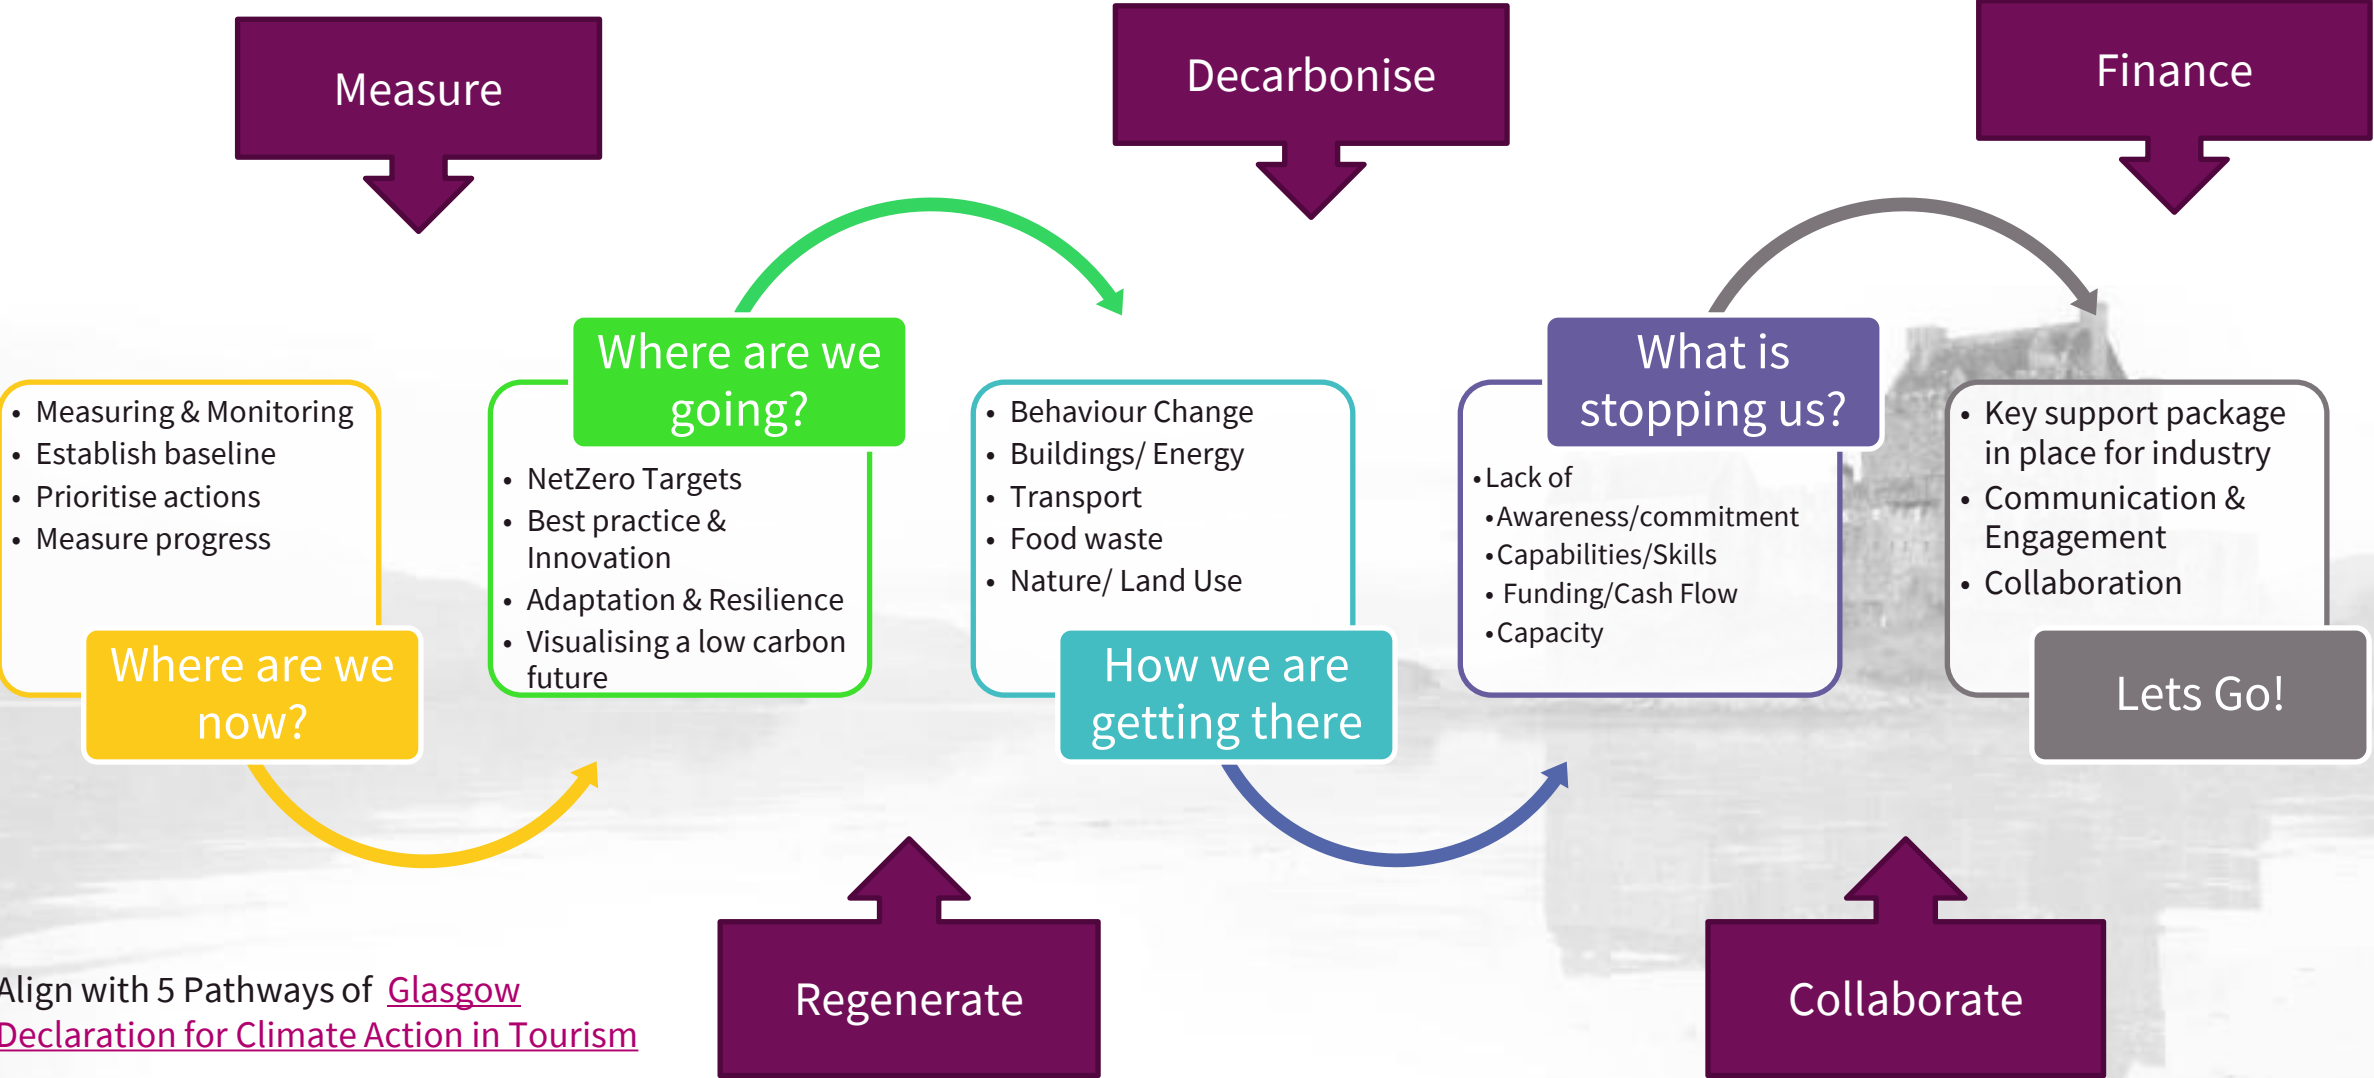 Measure
Decarbonise
Finance
• Measuring & Monitoring
• Establish baseline
• Prioritise actions
• Measure progress
Where are we
now?
Where are we
going?
• NetZero Targets
• Best practice &
Innovation
• Adaptation & Resilience
• Visualising a low carbon
future
• Behaviour Change
• Buildings/ Energy
• Transport
• Food waste
• Nature/ Land Use
How we are
getting there
What is
stopping us?
• Lack of
• Awareness/commitment
• Capabilities/Skills
• Funding/Cash Flow
• Capacity
• Key support package
in place for industry
• Communication &
Engagement
• Collaboration
Lets Go!
Align with 5 Pathways of Glasgow
Declaration for Climate Action in Tourism
Regenerate
Collaborate